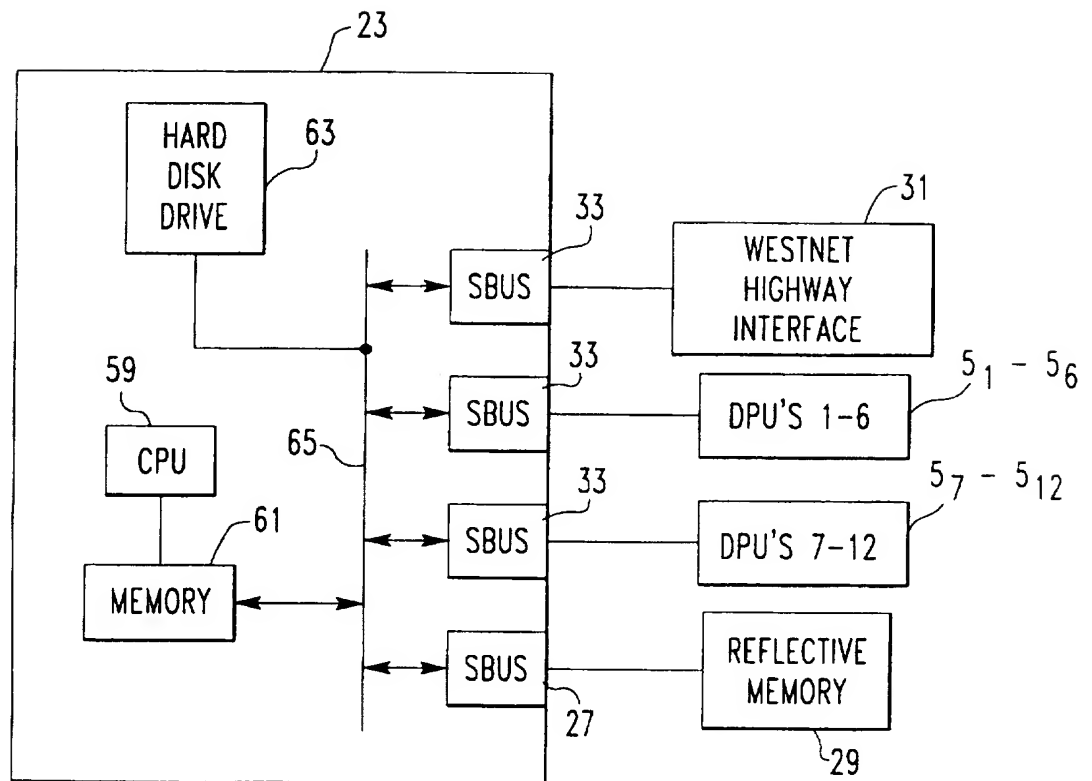 23
HARD
DISK
DRIVE
63
33
SBUS
31
WESTNET
HIGHWAY
INTERFACE
33
SBUS
5₁ - 5₆
DPU'S 1-6
59
CPU
65
33
SBUS
5₇ - 5₁₂
DPU'S 7-12
61
MEMORY
SBUS
27
REFLECTIVE
MEMORY
29